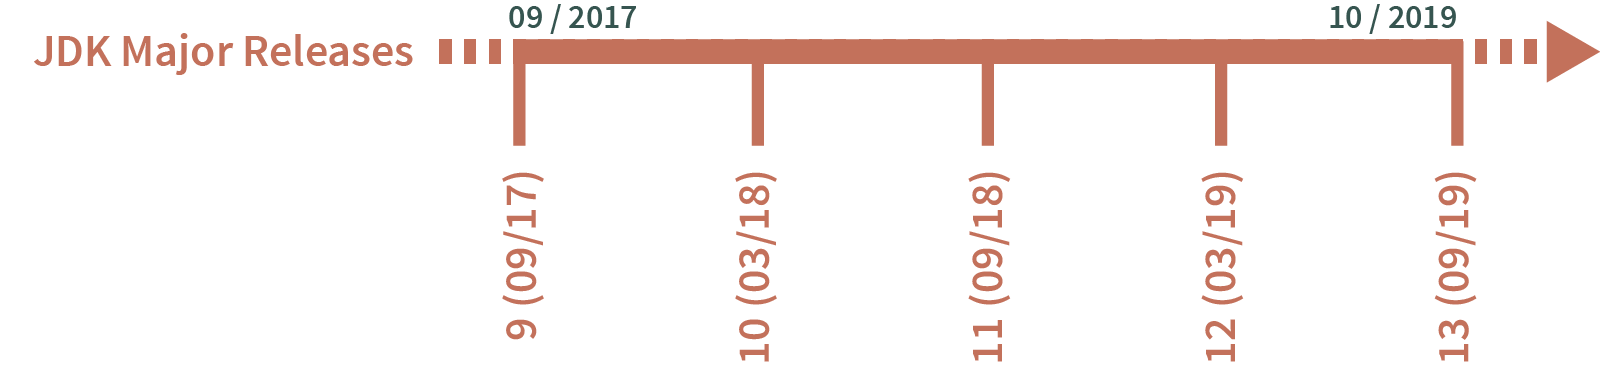 09 / 2017
10 / 2019
JDK Major Releases
9 (09/17)
10 (03/18)
11 (09/18)
12 (03/19)
13 (09/19)